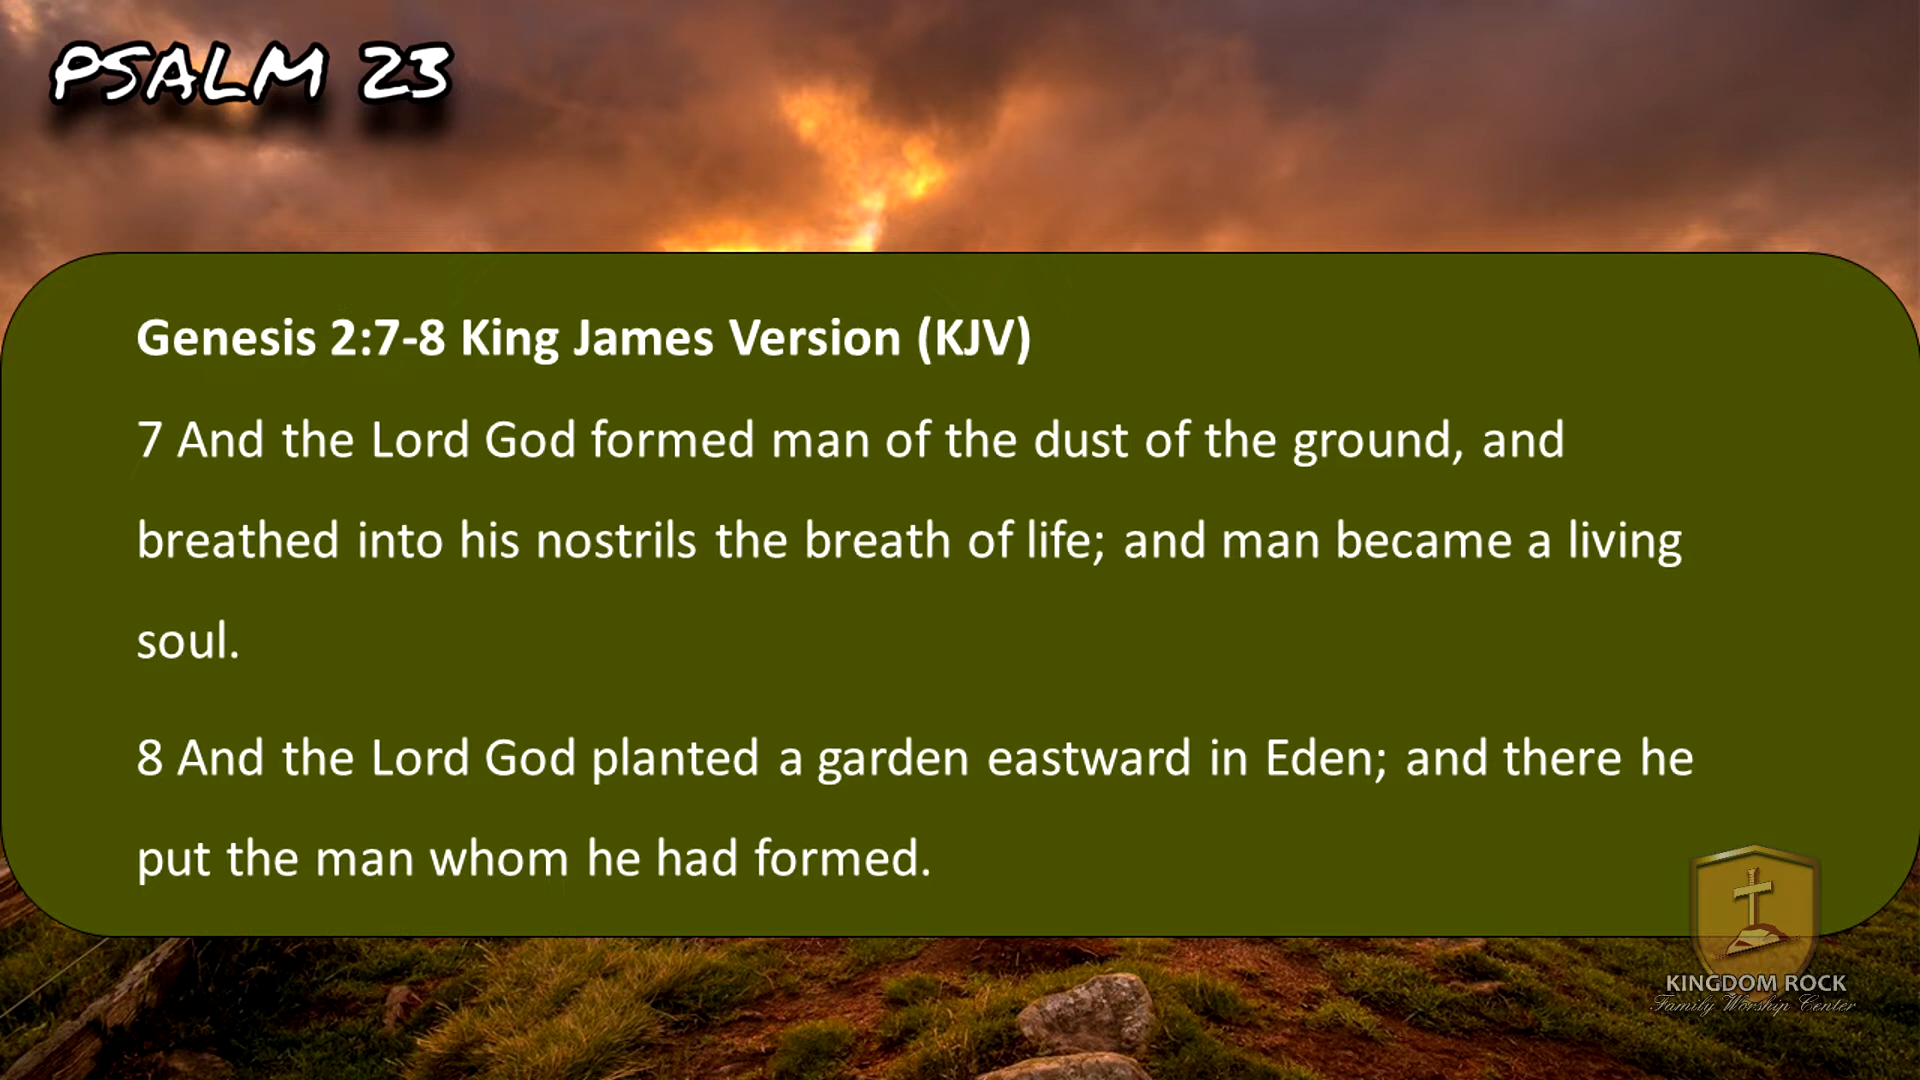 PSALM 23
Genesis 2:7-8 King James Version (KJV)
7 And the Lord God formed man of the dust of the ground, and
breathed into his nostrils the breath of life; and man became a living
soul.
8 And the Lord God planted a garden eastward in Eden; and there he
put the man whom he had formed.
KINGDOM ROCK
Family Worship Center